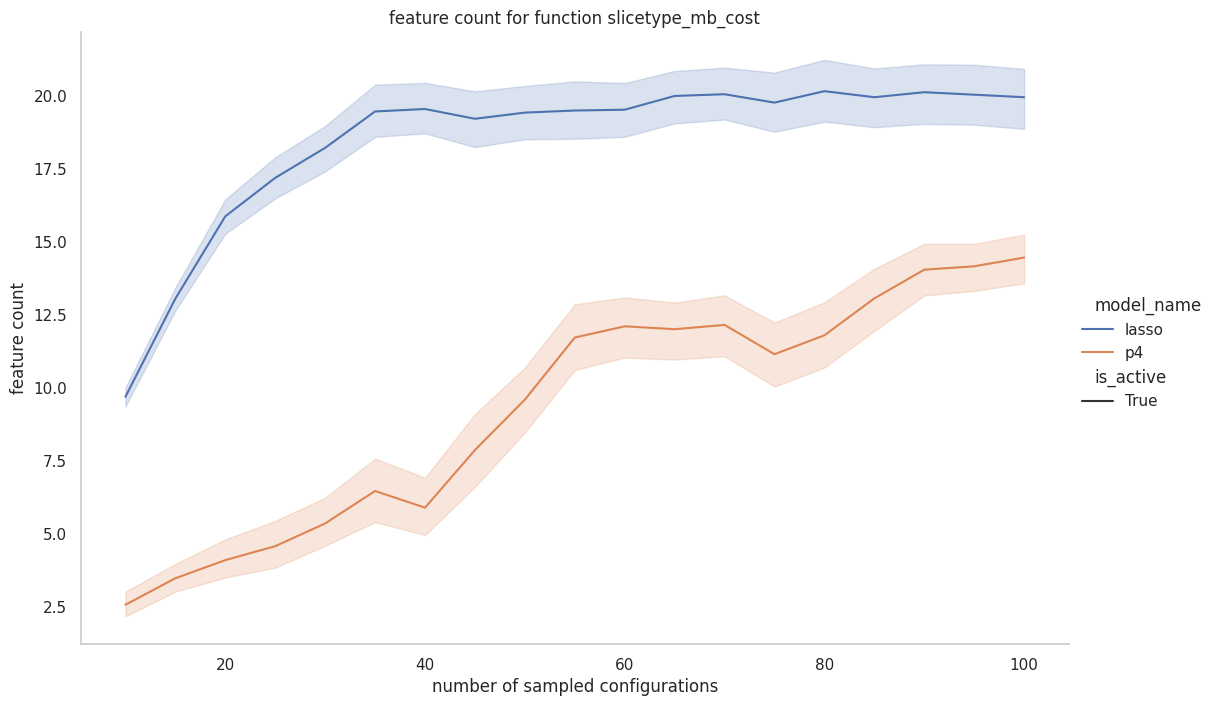 feature count for function slicetype_mb_cost
feature count
20.0
17.5
15.0
12.5
10.0
7.5
5.0
2.5
20
40
60
80
100
number of sampled configurations
model_name
lasso
p4
is_active
True